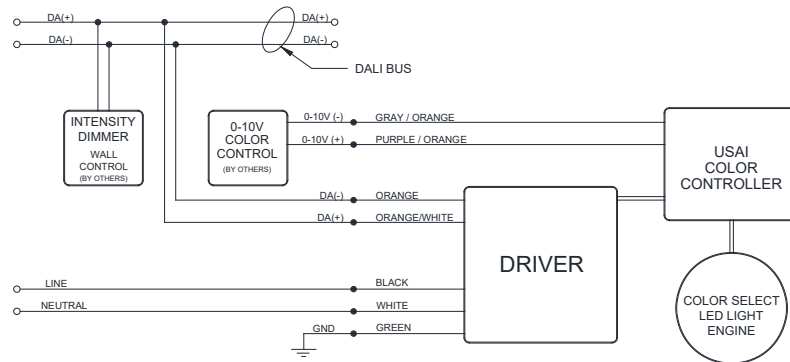 DA(+) DA(+)
DA(-) DA(-)
DALI BUS
INTENSITY
DIMMER
WALL
CONTROL
(BY OTHERS)
0-10V
COLOR
CONTROL
(BY OTHERS)
0-10V (-) GRAY / ORANGE
0-10V (+) PURPLE / ORANGE
USAI
COLOR
CONTROLLER
DA(-) ORANGE
DA(+) ORANGE/WHITE
DRIVER
LINE BLACK
NEUTRAL WHITE
GND GREEN
COLOR SELECT
LED LIGHT
ENGINE